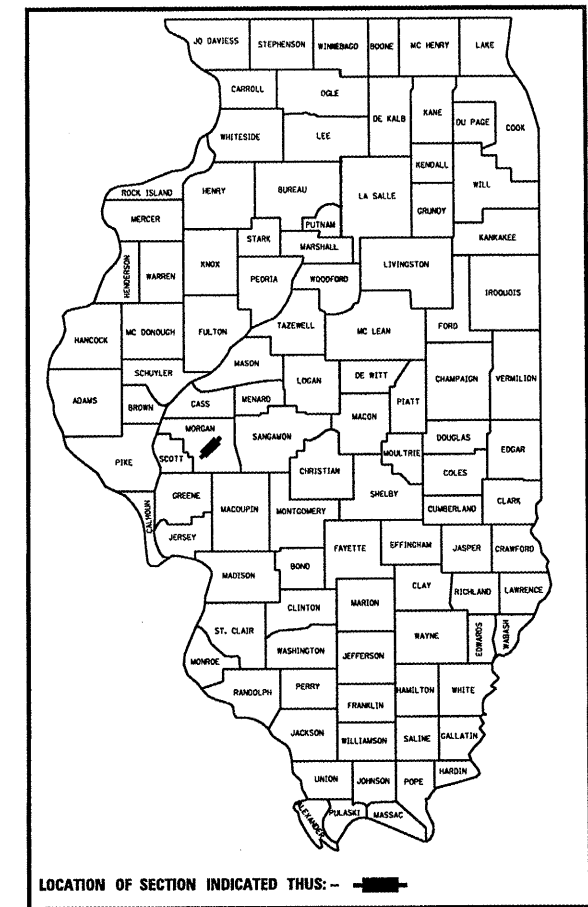 JO DAVIESS STEPHENSON WINNEBAGO BOONE MC HENRY LAKE
CARROLL OGLE DE KALB KANE DU PAGE COOK
WHITESIDE LEE
KENDALL WILL
ROCK ISLAND HENRY BUREAU LA SALLE GRUNDY
MERCER PUTNAM KANKAKEE
STARK MARSHALL
HENDERSON WARREN KNOX PEORIA WOODFORD LIVINGSTON IROQUOIS
HANCOCK MC DONOUGH FULTON TAZEWELL MC LEAN FORD
MASON
SCHUYLER LOGAN DE WITT CHAMPAIGN VERMILION
ADAMS BROWN CASS MENARD MACON PIATT
MORGAN SANGAMON DOUGLAS EDGAR
PIKE SCOTT CHRISTIAN MOULTRIE COLES
CALHOUN GREENE MACOUPIN MONTGOMERY SHELBY CUMBERLAND CLARK
JERSEY FAYETTE EFFINGHAM JASPER CRAWFORD
MADISON BOND CLAY RICHLAND LAWRENCE
CLINTON MARION
ST. CLAIR WAYNE EDWARDS WABASH
MONROE WASHINGTON JEFFERSON
RANDOLPH PERRY HAMILTON WHITE
FRANKLIN
JACKSON WILLIAMSON SALINE GALLATIN
UNION JOHNSON POPE HARDIN
ALEXANDER PULASKI MASSAC
LOCATION OF SECTION INDICATED THUS: –